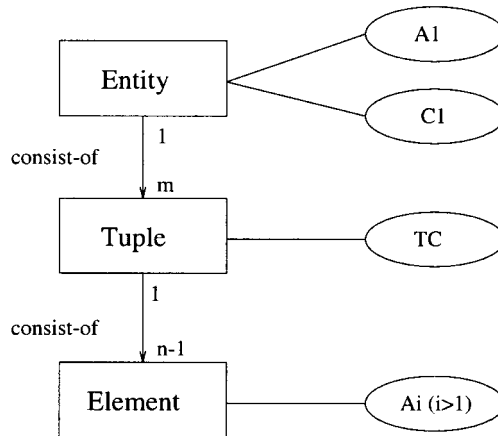 A1
Entity
C1
1
consist-of
m
Tuple
TC
1
consist-of
n-1
Element
Ai (i>1)